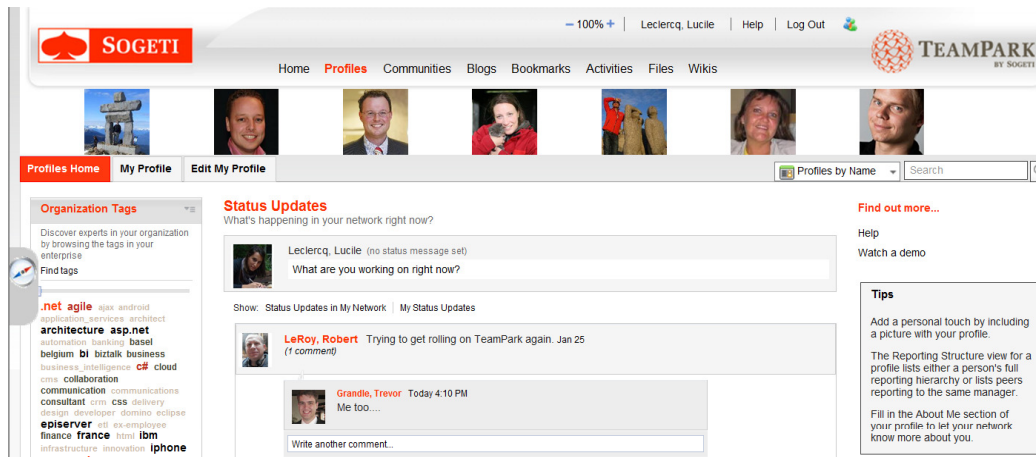 − 100% + | Leclercq, Lucile | Help | Log Out
SOGETI
TEAMPARK
BY SOGETI
Home Profiles Communities Blogs Bookmarks Activities Files Wikis
Profiles Home My Profile Edit My Profile
Profiles by Name Search
Organization Tags
Discover experts in your organization
by browsing the tags in your
enterprise
Find tags
.net agile ajax android
application_services architect
architecture asp.net
automation banking basel
belgium bi biztalk business
business_intelligence c# cloud
cms collaboration
communication communications
consultant crm css delivery
design developer domino eclipse
episerver etl ex-employee
finance france html ibm
infrastructure innovation iphone
Status Updates
What's happening in your network right now?
Leclercq, Lucile (no status message set)
What are you working on right now?
Show: Status Updates in My Network | My Status Updates
LeRoy, Robert Trying to get rolling on TeamPark again. Jan 25
(1 comment)
Grandle, Trevor Today 4:10 PM
Me too....
Write another comment...
Find out more...
Help
Watch a demo
Tips
Add a personal touch by including
a picture with your profile.
The Reporting Structure view for a
profile lists either a person's full
reporting hierarchy or lists peers
reporting to the same manager.
Fill in the About Me section of
your profile to let your network
know more about you.